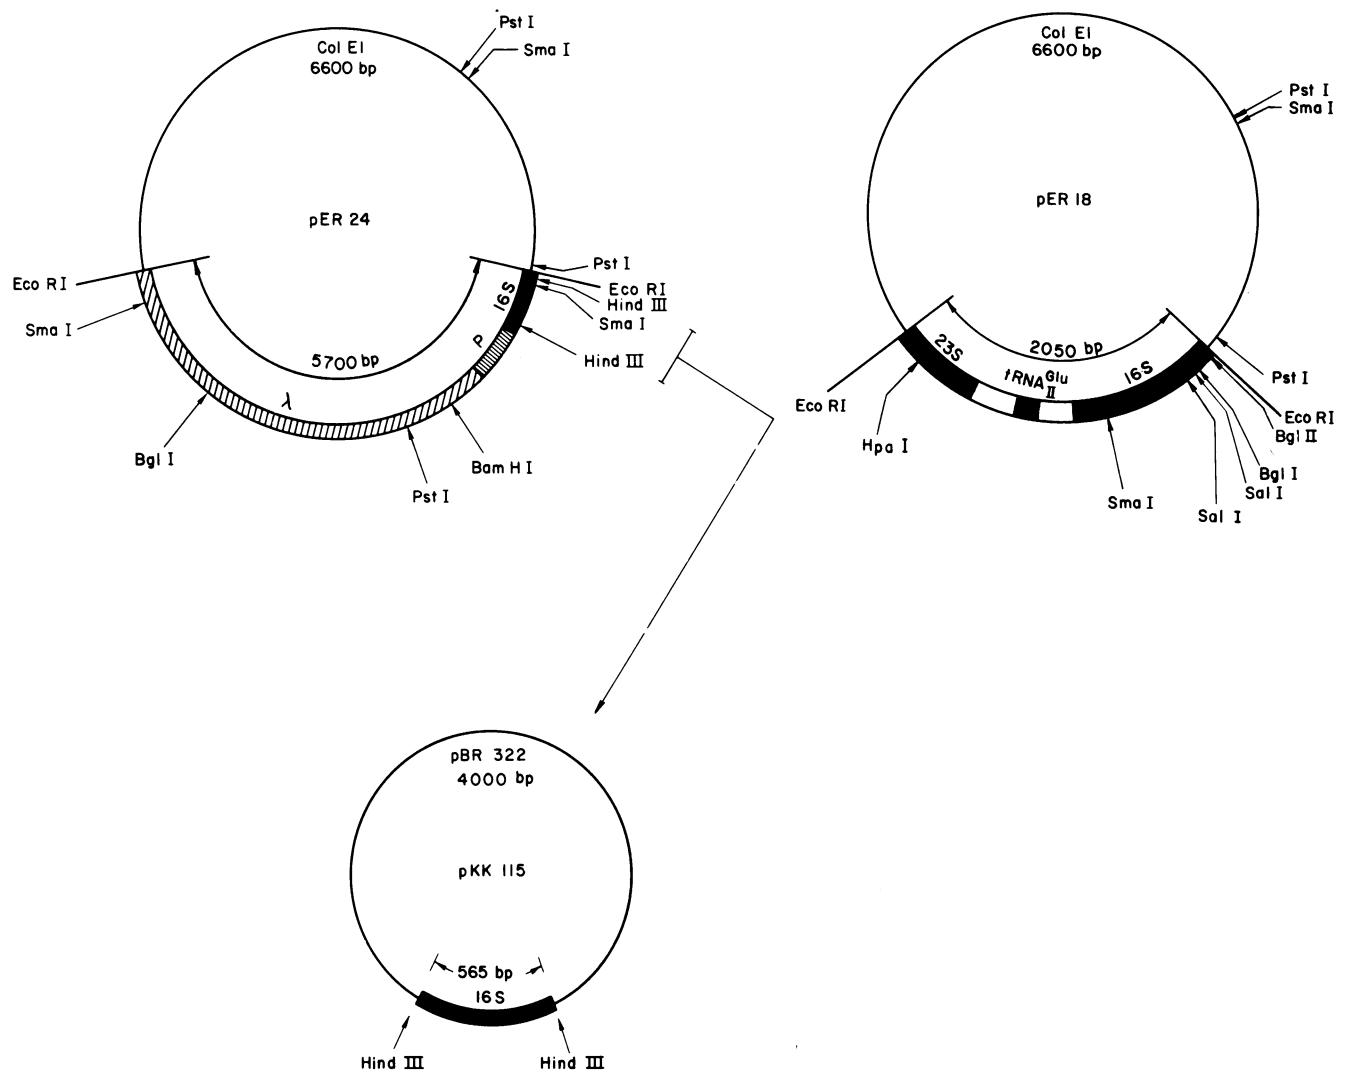 Col E1
6600 bp
Pst I
Sma I
pER 24
Pst I
Eco RI
Hind III
Sma I
Hind III
Eco RI
Sma I
16S
P
5700 bp
λ
Bgl I
Bam H I
Pst I
Col E1
6600 bp
Pst I
Sma I
pER 18
23S
2050 bp
tRNA Glu II
16S
Pst I
Eco RI
Bgl II
Bgl I
Sal I
Sal I
Sma I
Eco RI
Hpa I
pBR 322
4000 bp
pKK 115
565 bp
16S
Hind III
Hind III